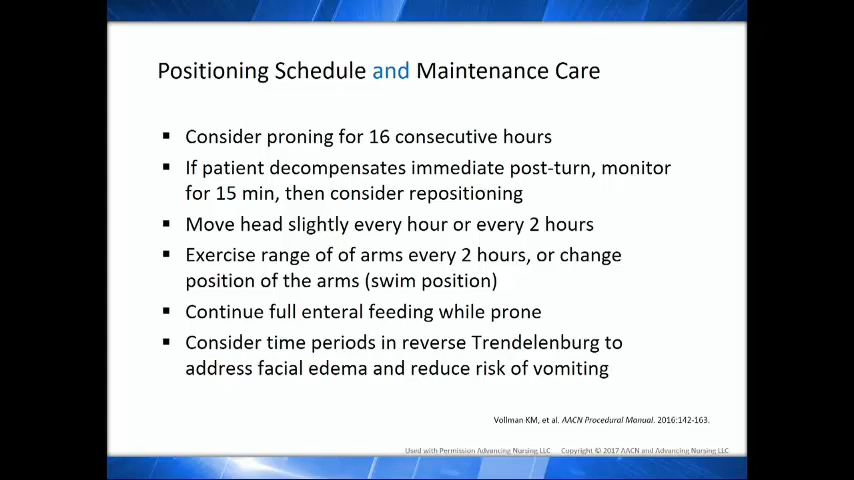 Positioning Schedule and Maintenance Care
▪ Consider proning for 16 consecutive hours
▪ If patient decompensates immediate post-turn, monitor
for 15 min, then consider repositioning
▪ Move head slightly every hour or every 2 hours
▪ Exercise range of of arms every 2 hours, or change
position of the arms (swim position)
▪ Continue full enteral feeding while prone
▪ Consider time periods in reverse Trendelenburg to
address facial edema and reduce risk of vomiting
Vollman KM, et al. AACN Procedural Manual. 2016:142-163.
Used with Permission Advancing Nursing LLC Copyright © 2017 AACN and Advancing Nursing LLC